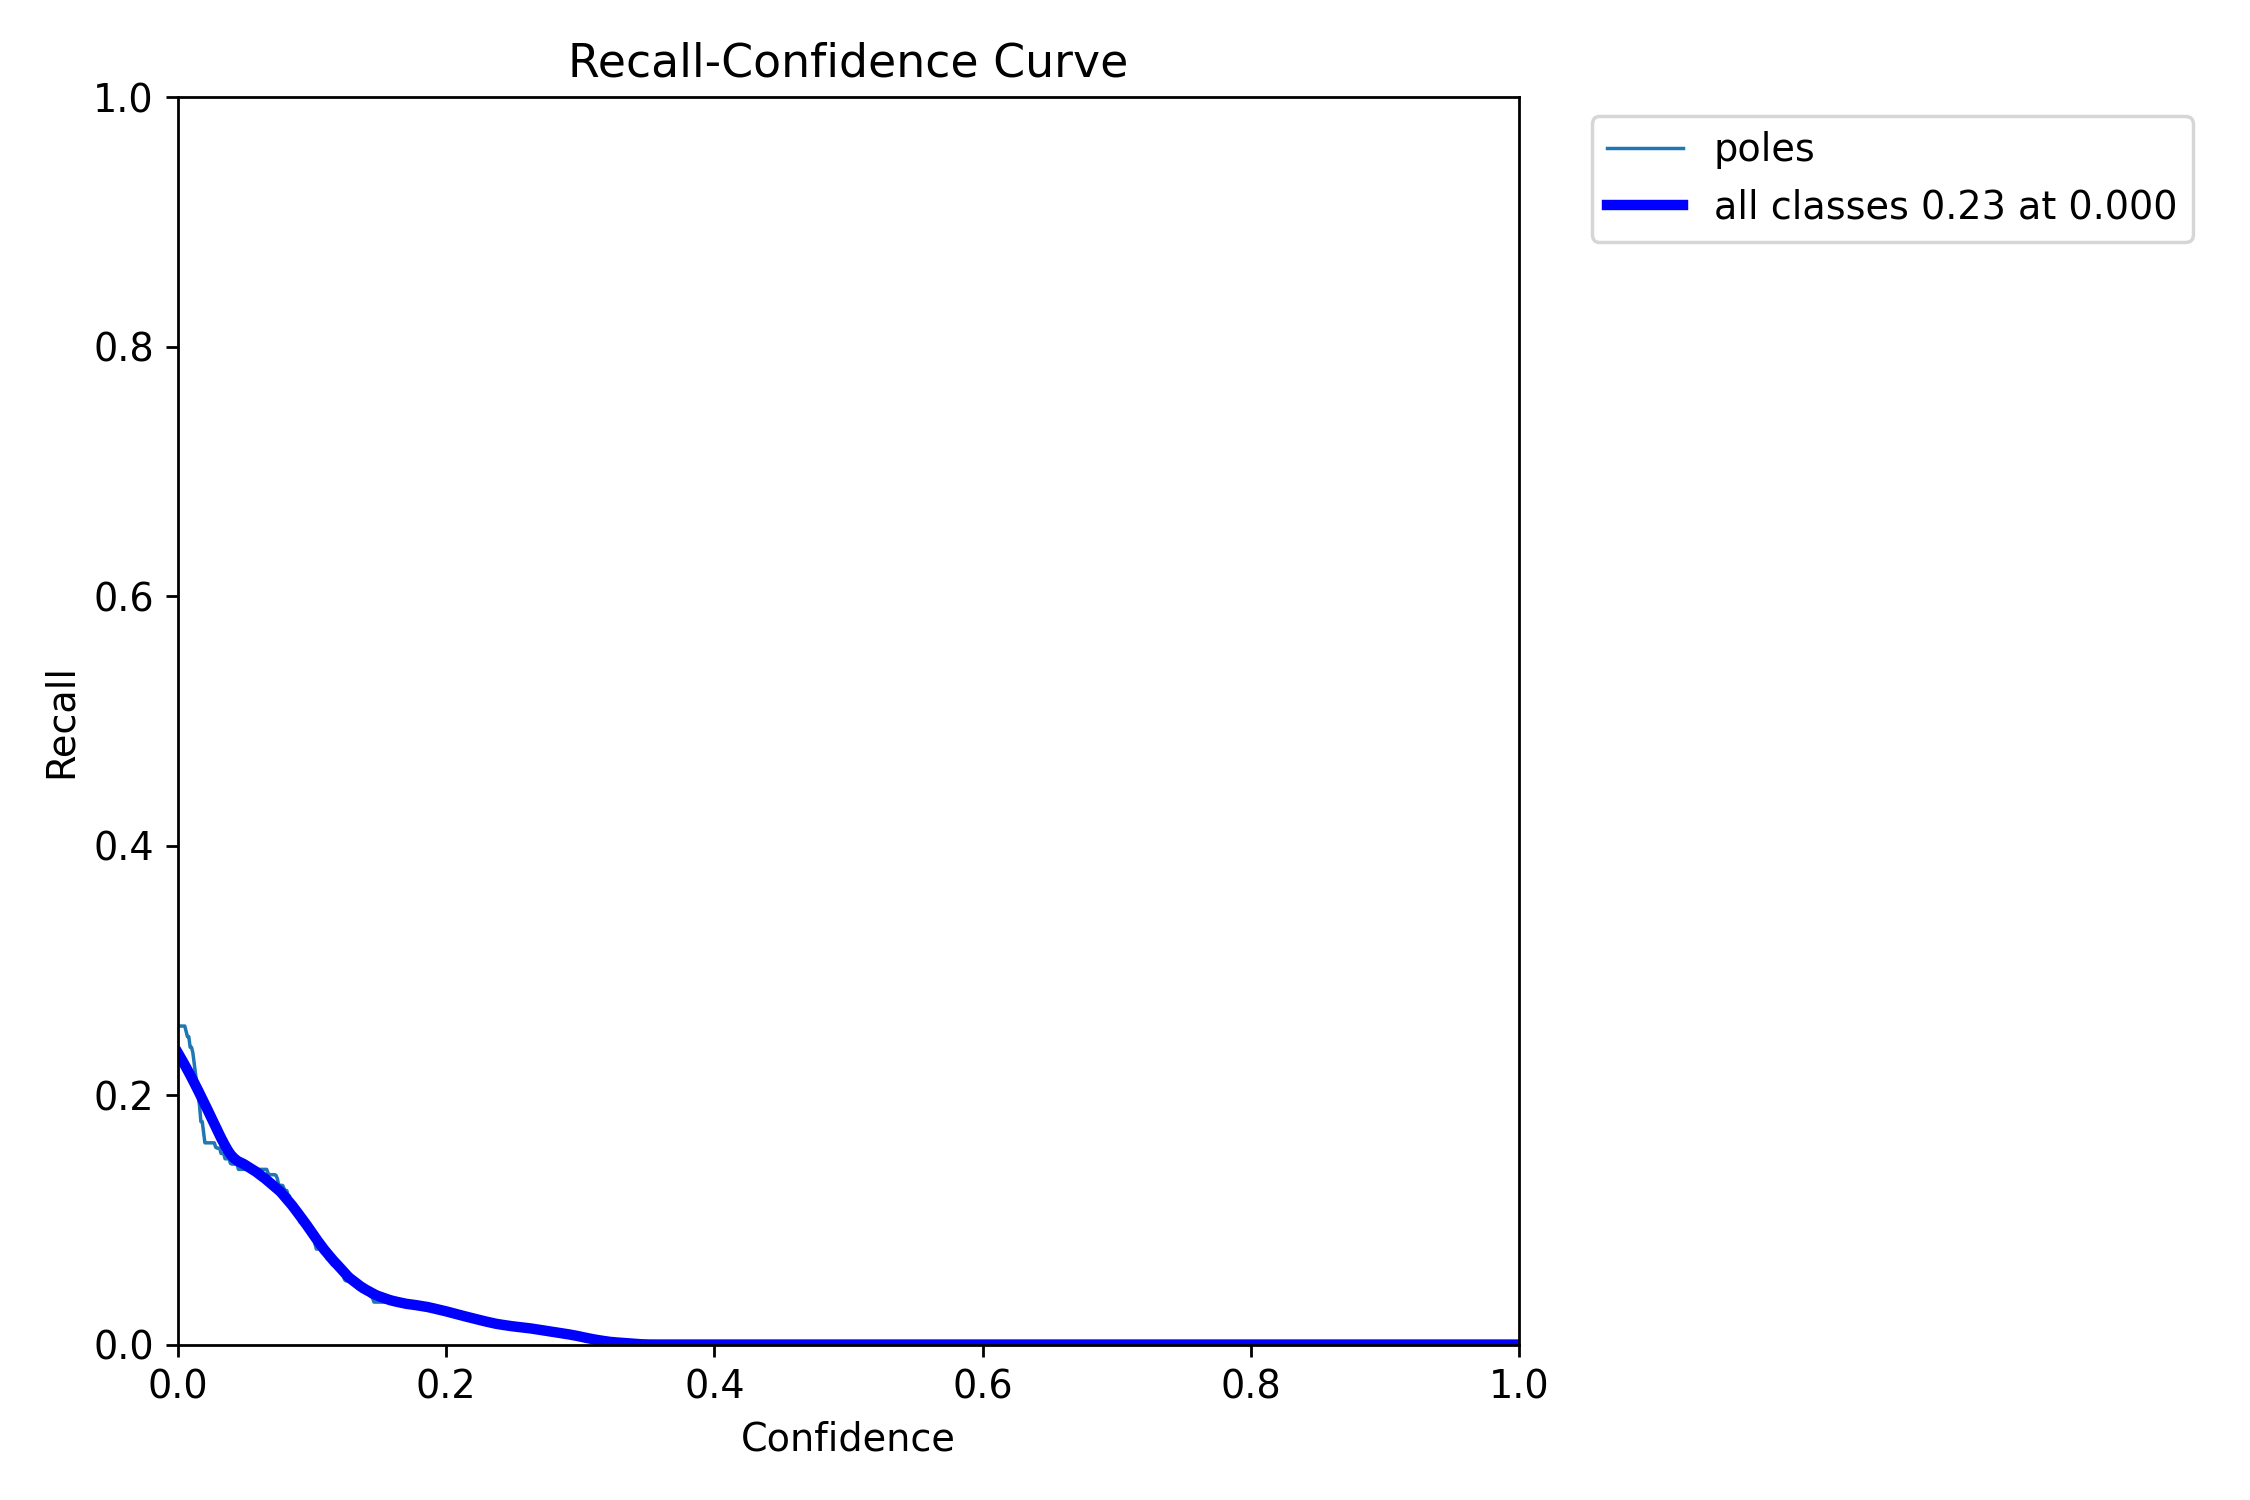 Recall-Confidence Curve
1.0
0.8
0.6
0.4
0.2
0.0
Recall
0.0 0.2 0.4 0.6 0.8 1.0
Confidence
poles
all classes 0.23 at 0.000